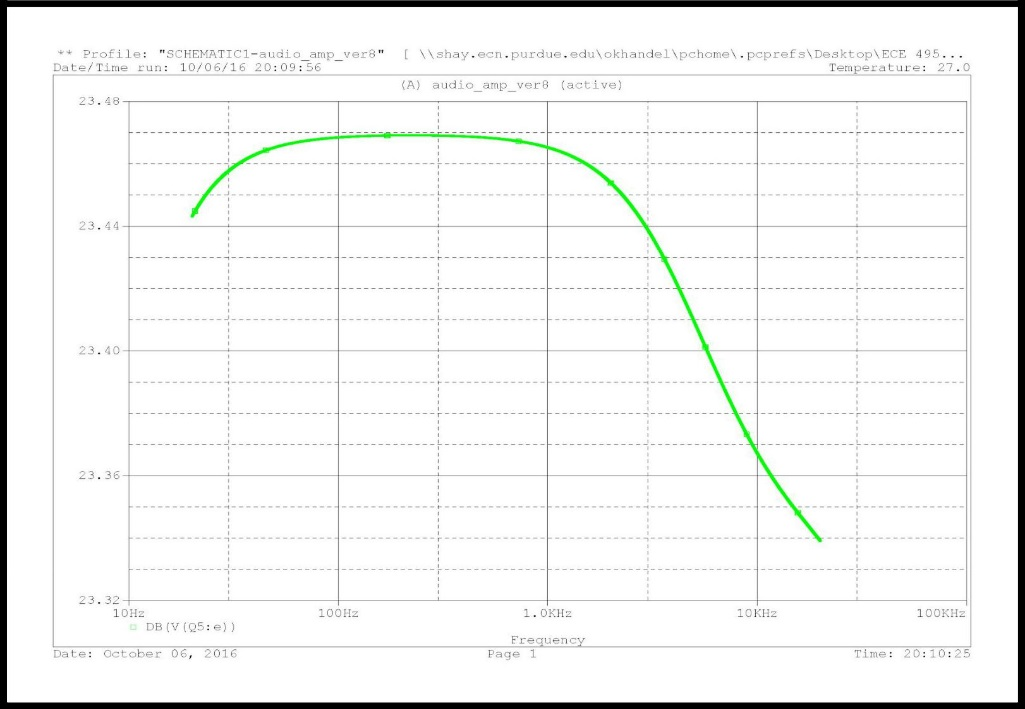 ** Profile: "SCHEMATIC1-audio_amp_ver8"  [ \\shay.ecn.purdue.edu\okhandel\pchome\.pcprefs\Desktop\ECE 495...
Date/Time run: 10/06/16 20:09:56 Temperature: 27.0
(A) audio_amp_ver8 (active)
23.48
23.44
23.40
23.36
23.32
10Hz 100Hz 1.0KHz 10KHz 100KHz
DB(V(Q5:e))
Frequency
Date: October 06, 2016 Page 1 Time: 20:10:25